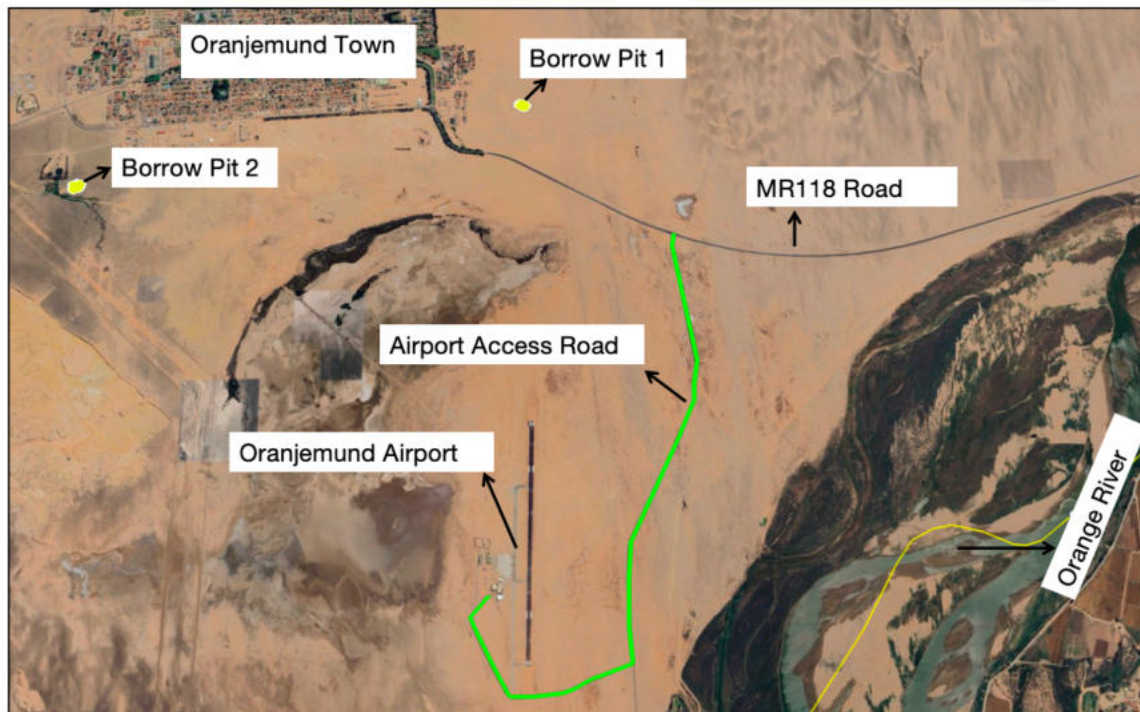 Oranjemund Town
Borrow Pit 1
Borrow Pit 2
MR118 Road
Airport Access Road
Oranjemund Airport
Orange River